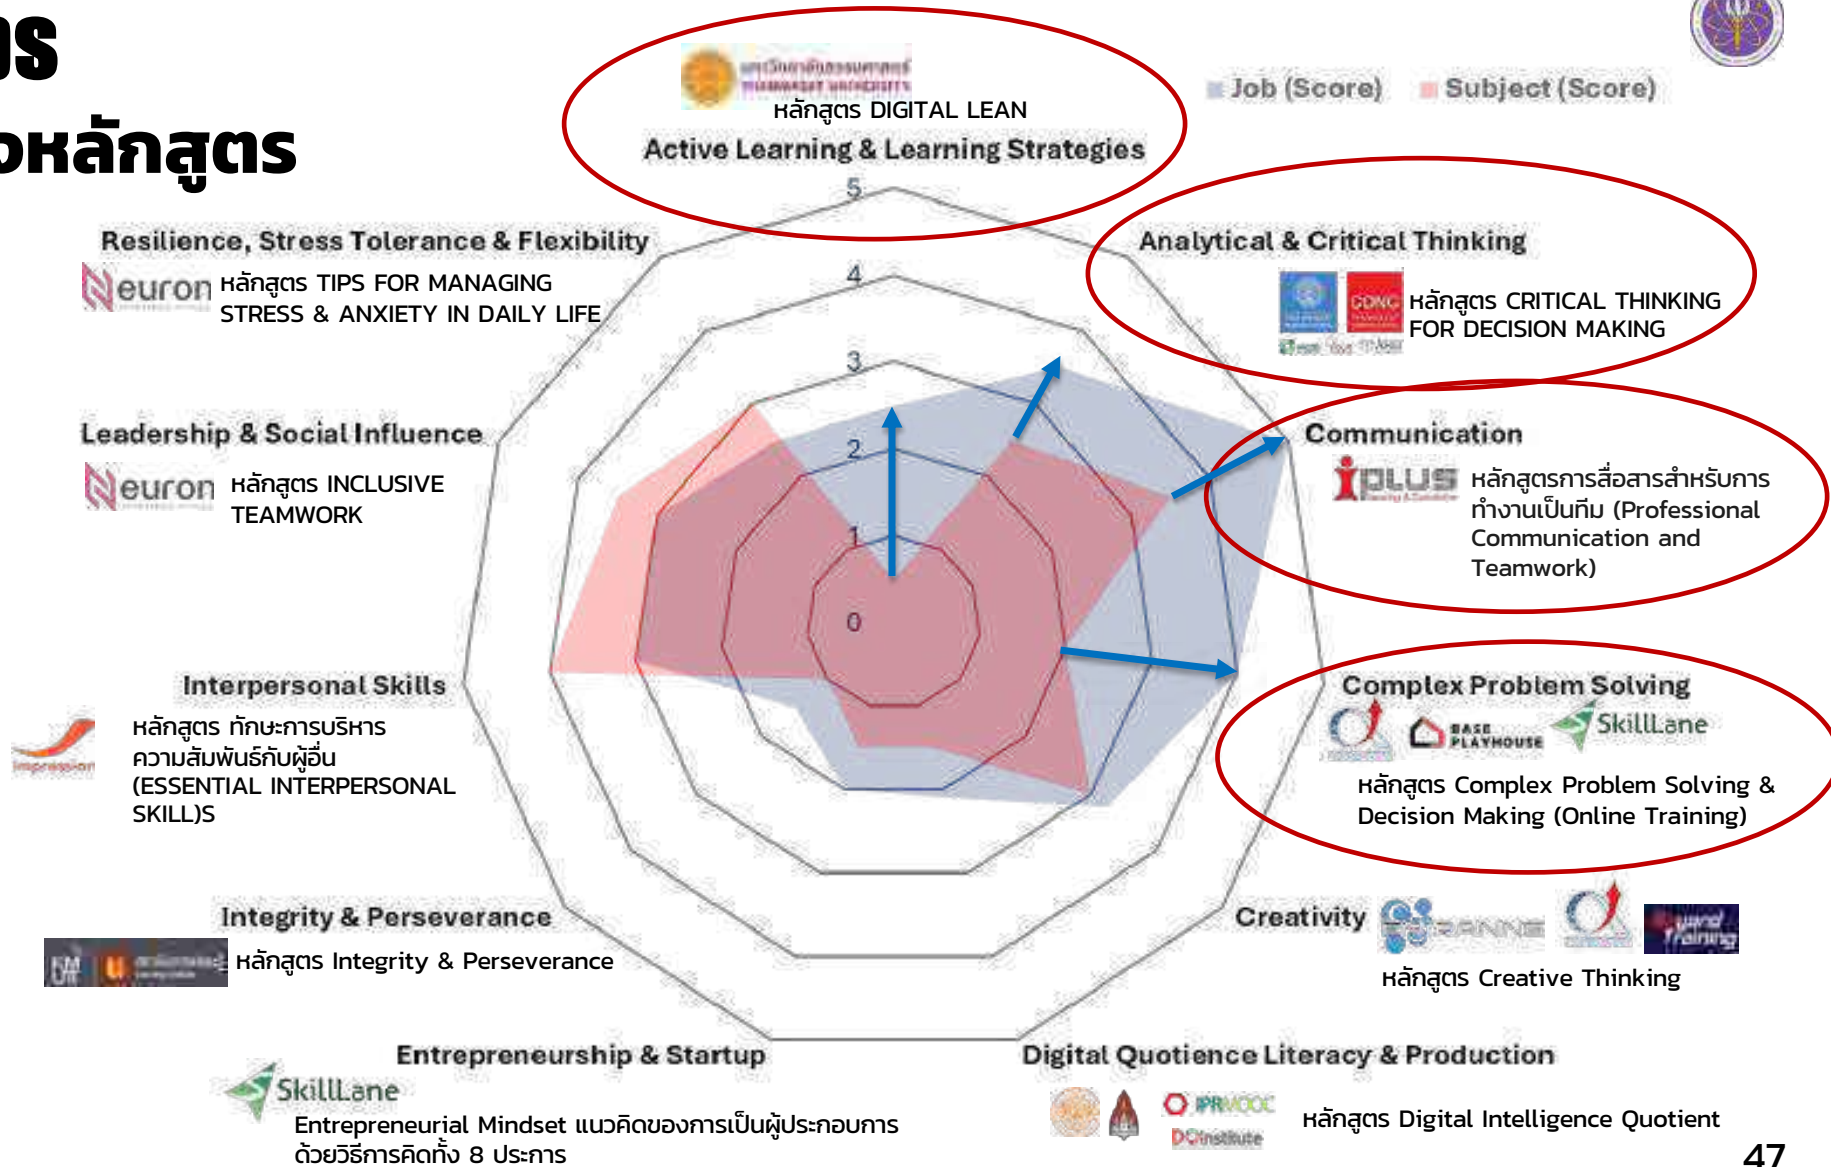 หลักสูตร
หลักสูตร DIGITAL LEAN
Active Learning & Learning Strategies
Job (Score)
Subject (Score)
5
4
3
2
1
0
Resilience, Stress Tolerance & Flexibility
Neuron
หลักสูตร TIPS FOR MANAGING
STRESS & ANXIETY IN DAILY LIFE
Analytical & Critical Thinking
หลักสูตร CRITICAL THINKING
FOR DECISION MAKING
Leadership & Social Influence
Neuron
หลักสูตร INCLUSIVE
TEAMWORK
Communication
iPLUS
หลักสูตรการสื่อสารสำหรับการ
ทำงานเป็นทีม (Professional
Communication and
Teamwork)
Interpersonal Skills
impression
หลักสูตร ทักษะการบริหาร
ความสัมพันธ์กับผู้อื่น
(ESSENTIAL INTERPERSONAL
SKILL)S
Complex Problem Solving
BASE
PLAYHOUSE
SkillLane
หลักสูตร Complex Problem Solving &
Decision Making (Online Training)
Integrity & Perseverance
หลักสูตร Integrity & Perseverance
Creativity
หลักสูตร Creative Thinking
Entrepreneurship & Startup
SkillLane
Entrepreneurial Mindset แนวคิดของการเป็นผู้ประกอบการ
ด้วยวิธีการคิดทั้ง 8 ประการ
Digital Quotience Literacy & Production
หลักสูตร Digital Intelligence Quotient
47